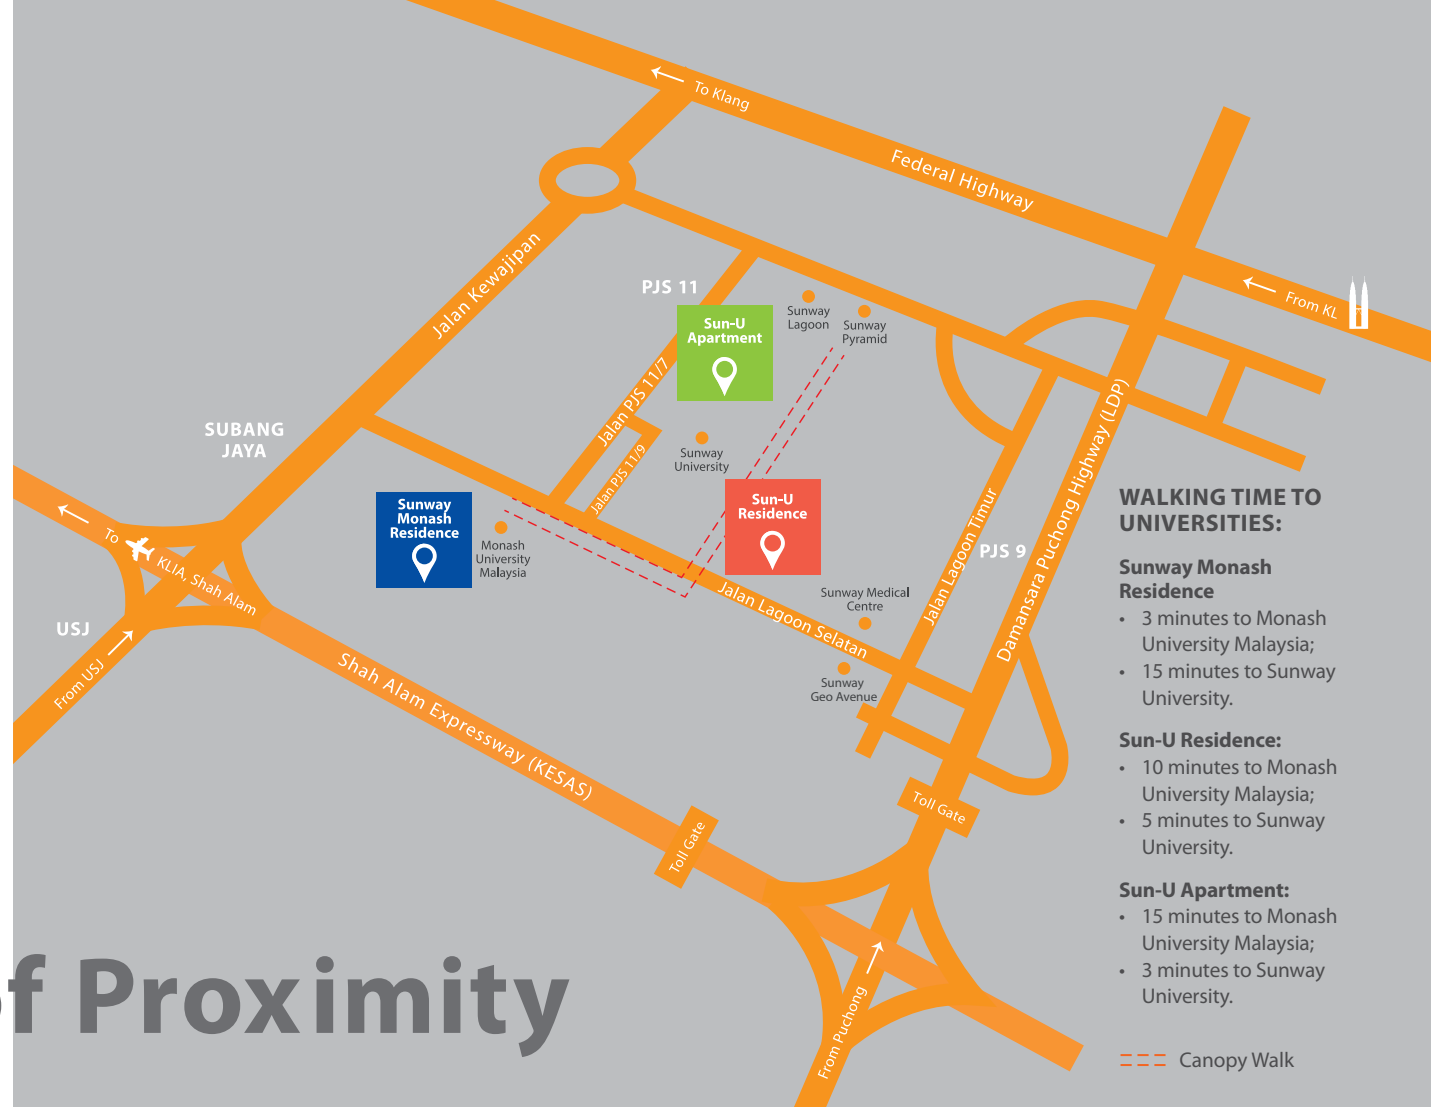 To Klang
Federal Highway
From KL
Jalan Kewajipan
PJS 11
Sun-U
Apartment
Sunway
Lagoon
Sunway
Pyramid
Jalan PJS 11/7
Jalan PJS 11/9
Sunway
University
SUBANG
JAYA
Sunway
Monash
Residence
Monash
University
Malaysia
Sun-U
Residence
Jalan Lagoon Timur
PJS 9
Damansara Puchong Highway (LDP)
To
KLIA, Shah Alam
USJ
From USJ
Jalan Lagoon Selatan
Sunway Medical
Centre
Sunway
Geo Avenue
Shah Alam Expressway (KESAS)
Toll Gate
Toll Gate
From Puchong
of Proximity
WALKING TIME TO
UNIVERSITIES:
Sunway Monash
Residence
• 3 minutes to Monash
University Malaysia;
• 15 minutes to Sunway
University.
Sun-U Residence:
• 10 minutes to Monash
University Malaysia;
• 5 minutes to Sunway
University.
Sun-U Apartment:
• 15 minutes to Monash
University Malaysia;
• 3 minutes to Sunway
University.
Canopy Walk